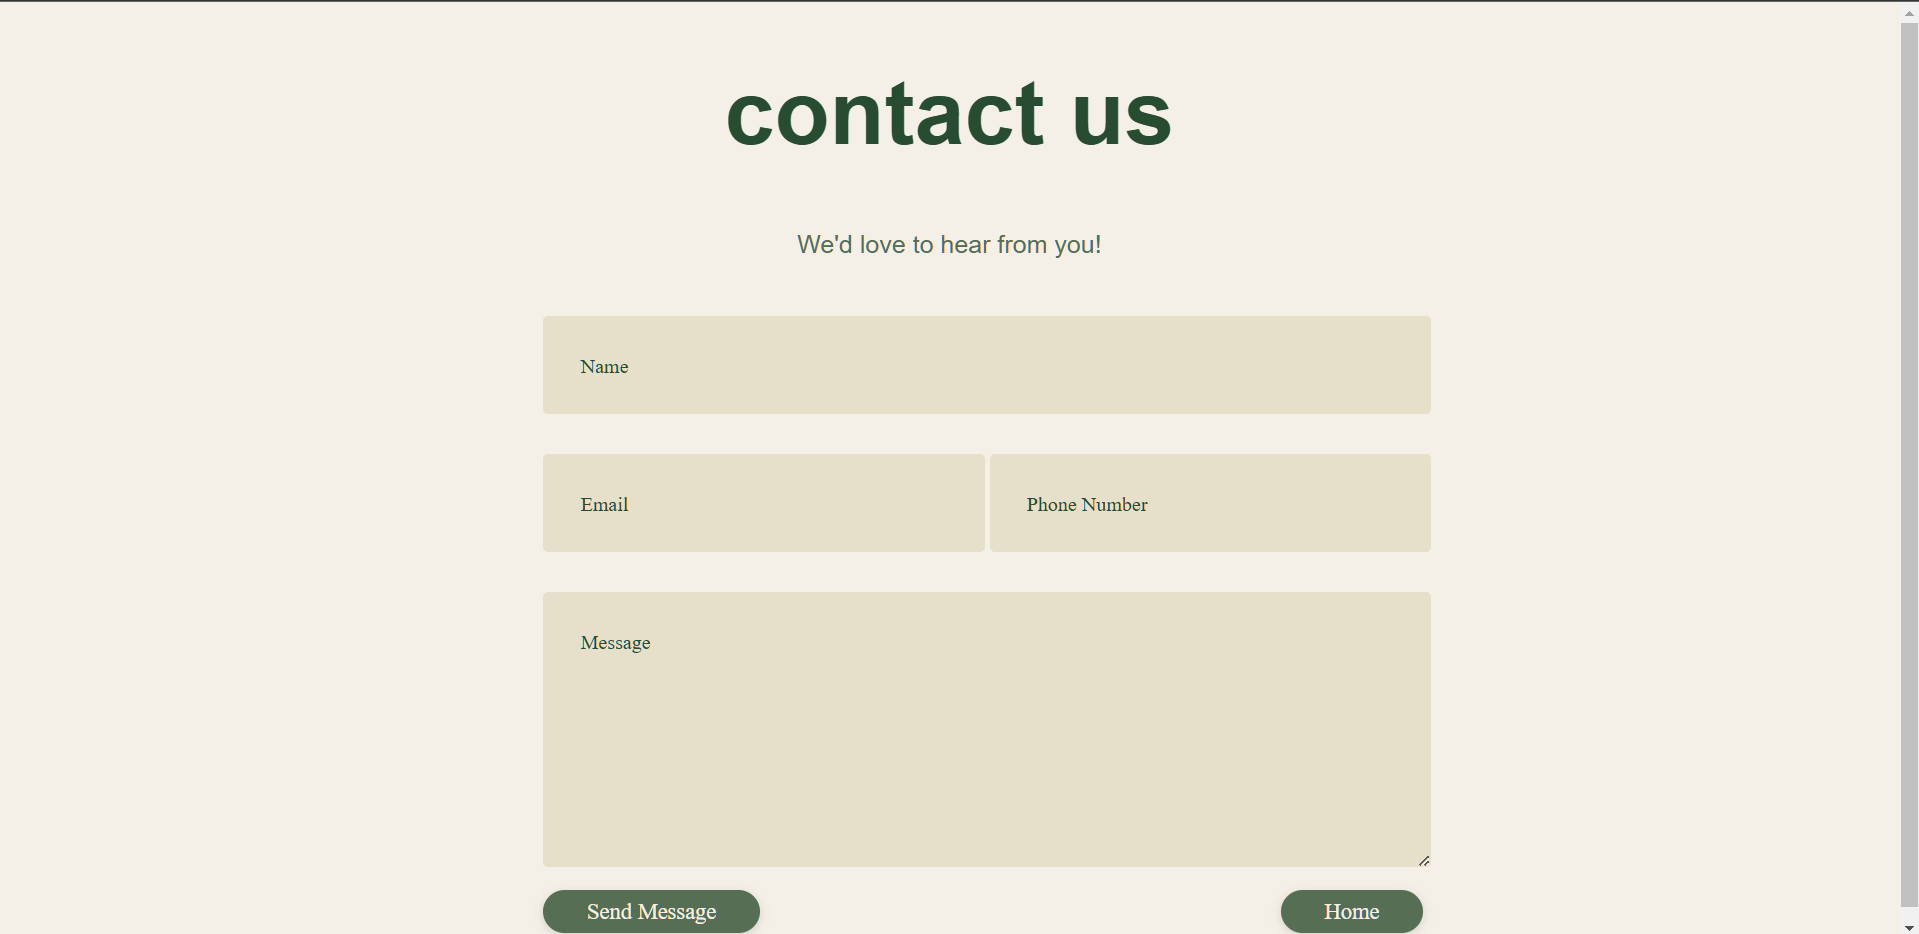 contact us
We'd love to hear from you!
Name
Email Phone Number
Message
Send Message Home